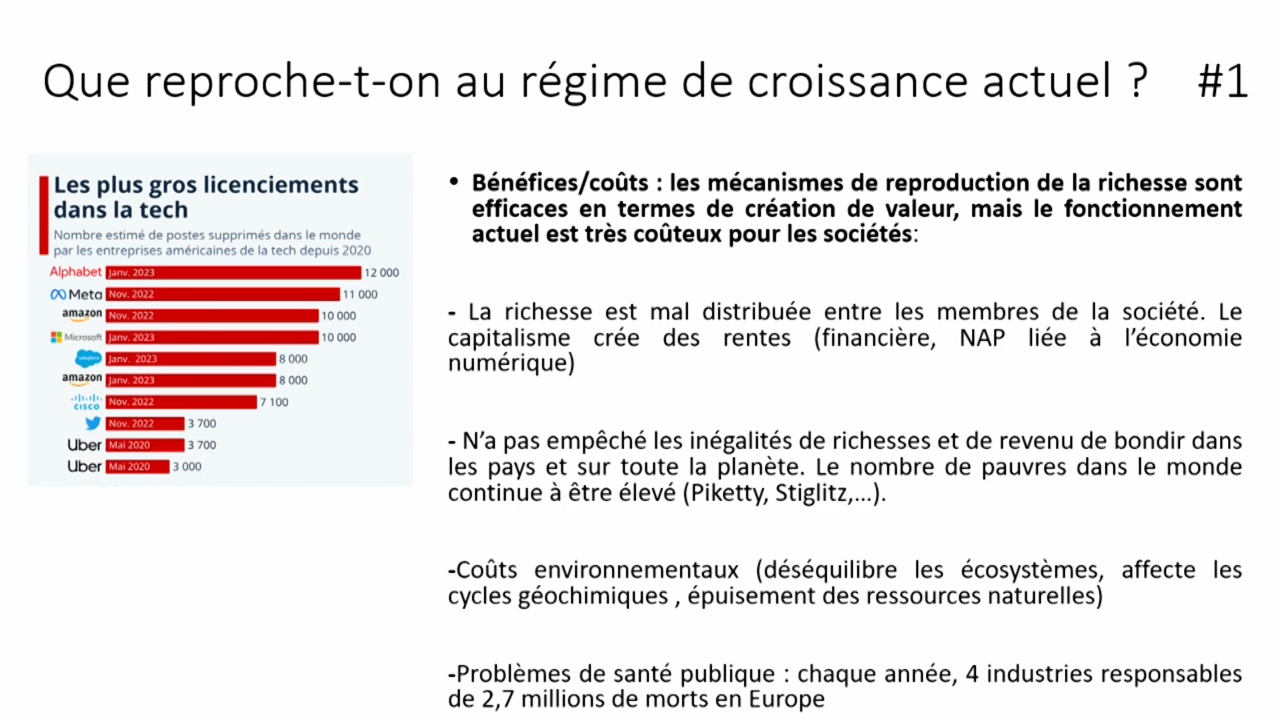 Que reproche-t-on au régime de croissance actuel ? #1
Les plus gros licenciements
dans la tech
Nombre estimé de postes supprimés dans le monde
par les entreprises américaines de la tech depuis 2020
Alphabet Janv. 2023 12 000
Meta Nov. 2022 11 000
amazon Nov. 2022 10 000
Microsoft Janv. 2023 10 000
salesforce Janv. 2023 8 000
amazon Janv. 2023 8 000
CISCO Nov. 2022 7 100
Nov. 2022 3 700
Uber Mai 2020 3 700
Uber Mai 2020 3 000
• Bénéfices/coûts : les mécanismes de reproduction de la richesse sont
efficaces en termes de création de valeur, mais le fonctionnement
actuel est très coûteux pour les sociétés:
- La richesse est mal distribuée entre les membres de la société. Le
capitalisme crée des rentes (financière, NAP liée à l’économie
numérique)
- N’a pas empêché les inégalités de richesses et de revenu de bondir dans
les pays et sur toute la planète. Le nombre de pauvres dans le monde
continue à être élevé (Piketty, Stiglitz,...).
-Coûts environnementaux (déséquilibre les écosystèmes, affecte les
cycles géochimiques , épuisement des ressources naturelles)
-Problèmes de santé publique : chaque année, 4 industries responsables
de 2,7 millions de morts en Europe